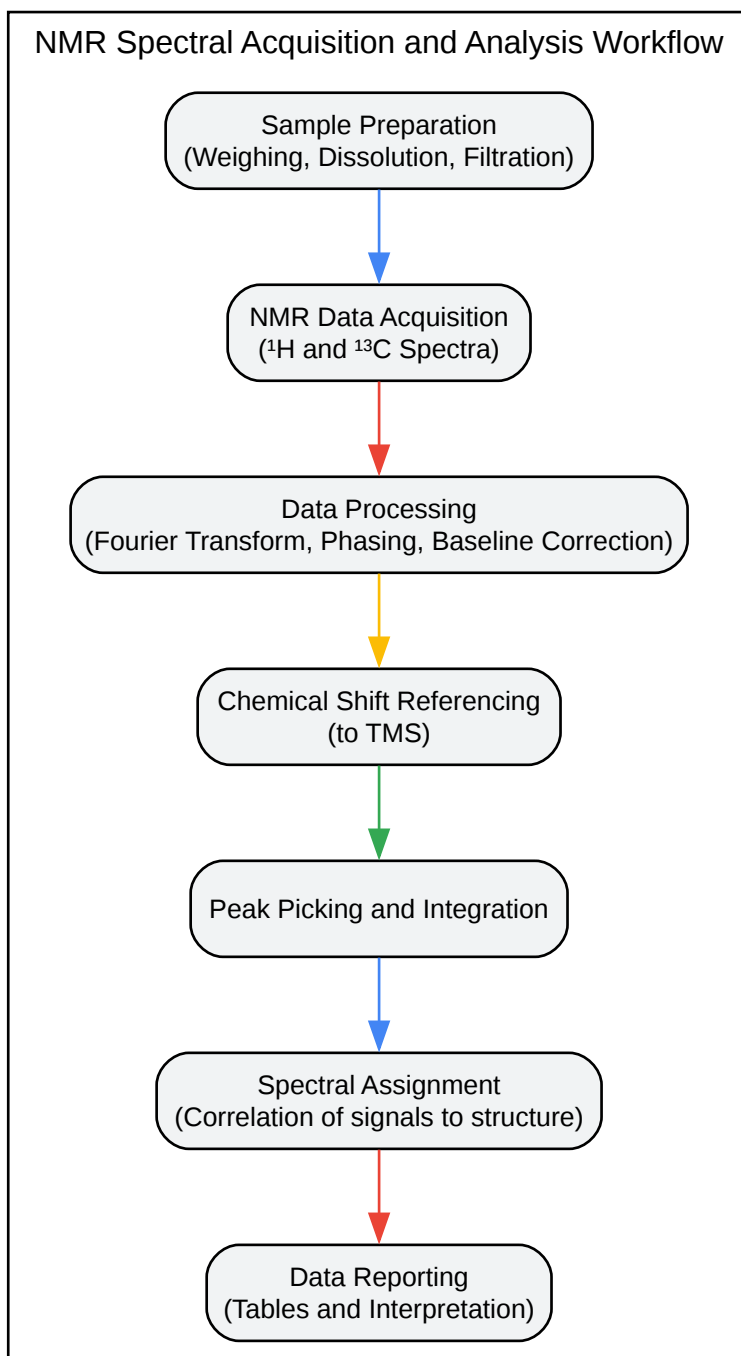 NMR Spectral Acquisition and Analysis Workflow
Sample Preparation
(Weighing, Dissolution, Filtration)
NMR Data Acquisition
(¹H and ¹³C Spectra)
Data Processing
(Fourier Transform, Phasing, Baseline Correction)
Chemical Shift Referencing
(to TMS)
Peak Picking and Integration
Spectral Assignment
(Correlation of signals to structure)
Data Reporting
(Tables and Interpretation)